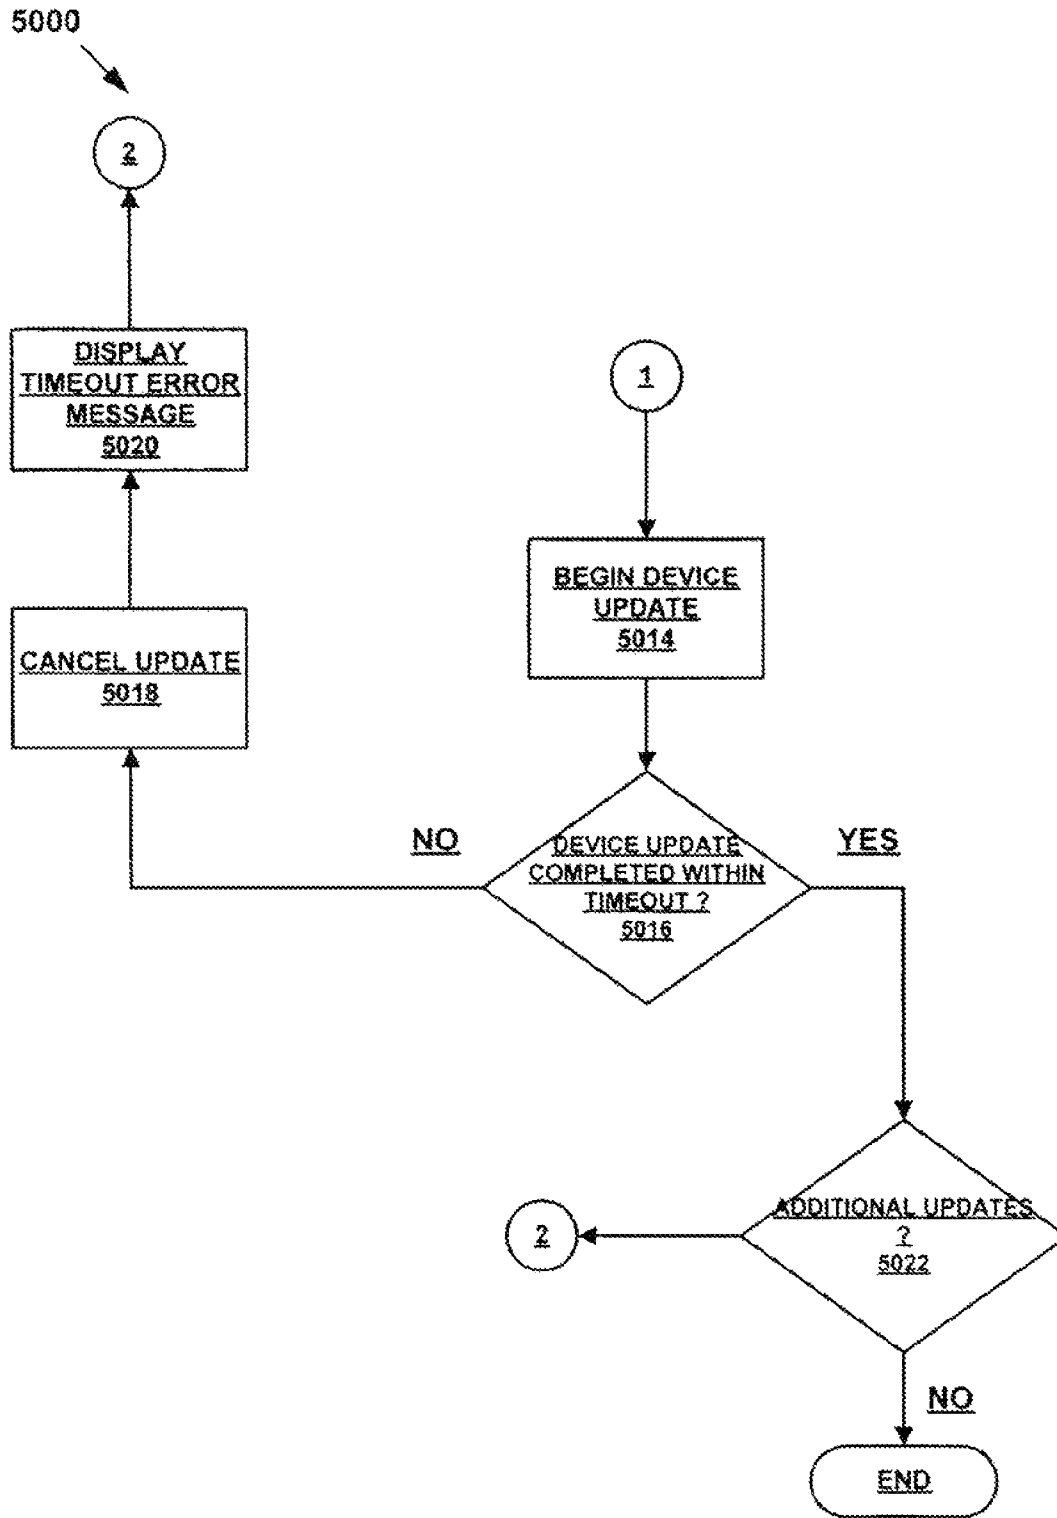 5000
2
DISPLAY
TIMEOUT ERROR
MESSAGE
5020
1
BEGIN DEVICE
UPDATE
5014
CANCEL UPDATE
5018
NO
DEVICE UPDATE
COMPLETED WITHIN
TIMEOUT ?
5016
YES
2
ADDITIONAL UPDATES
?
5022
NO
END